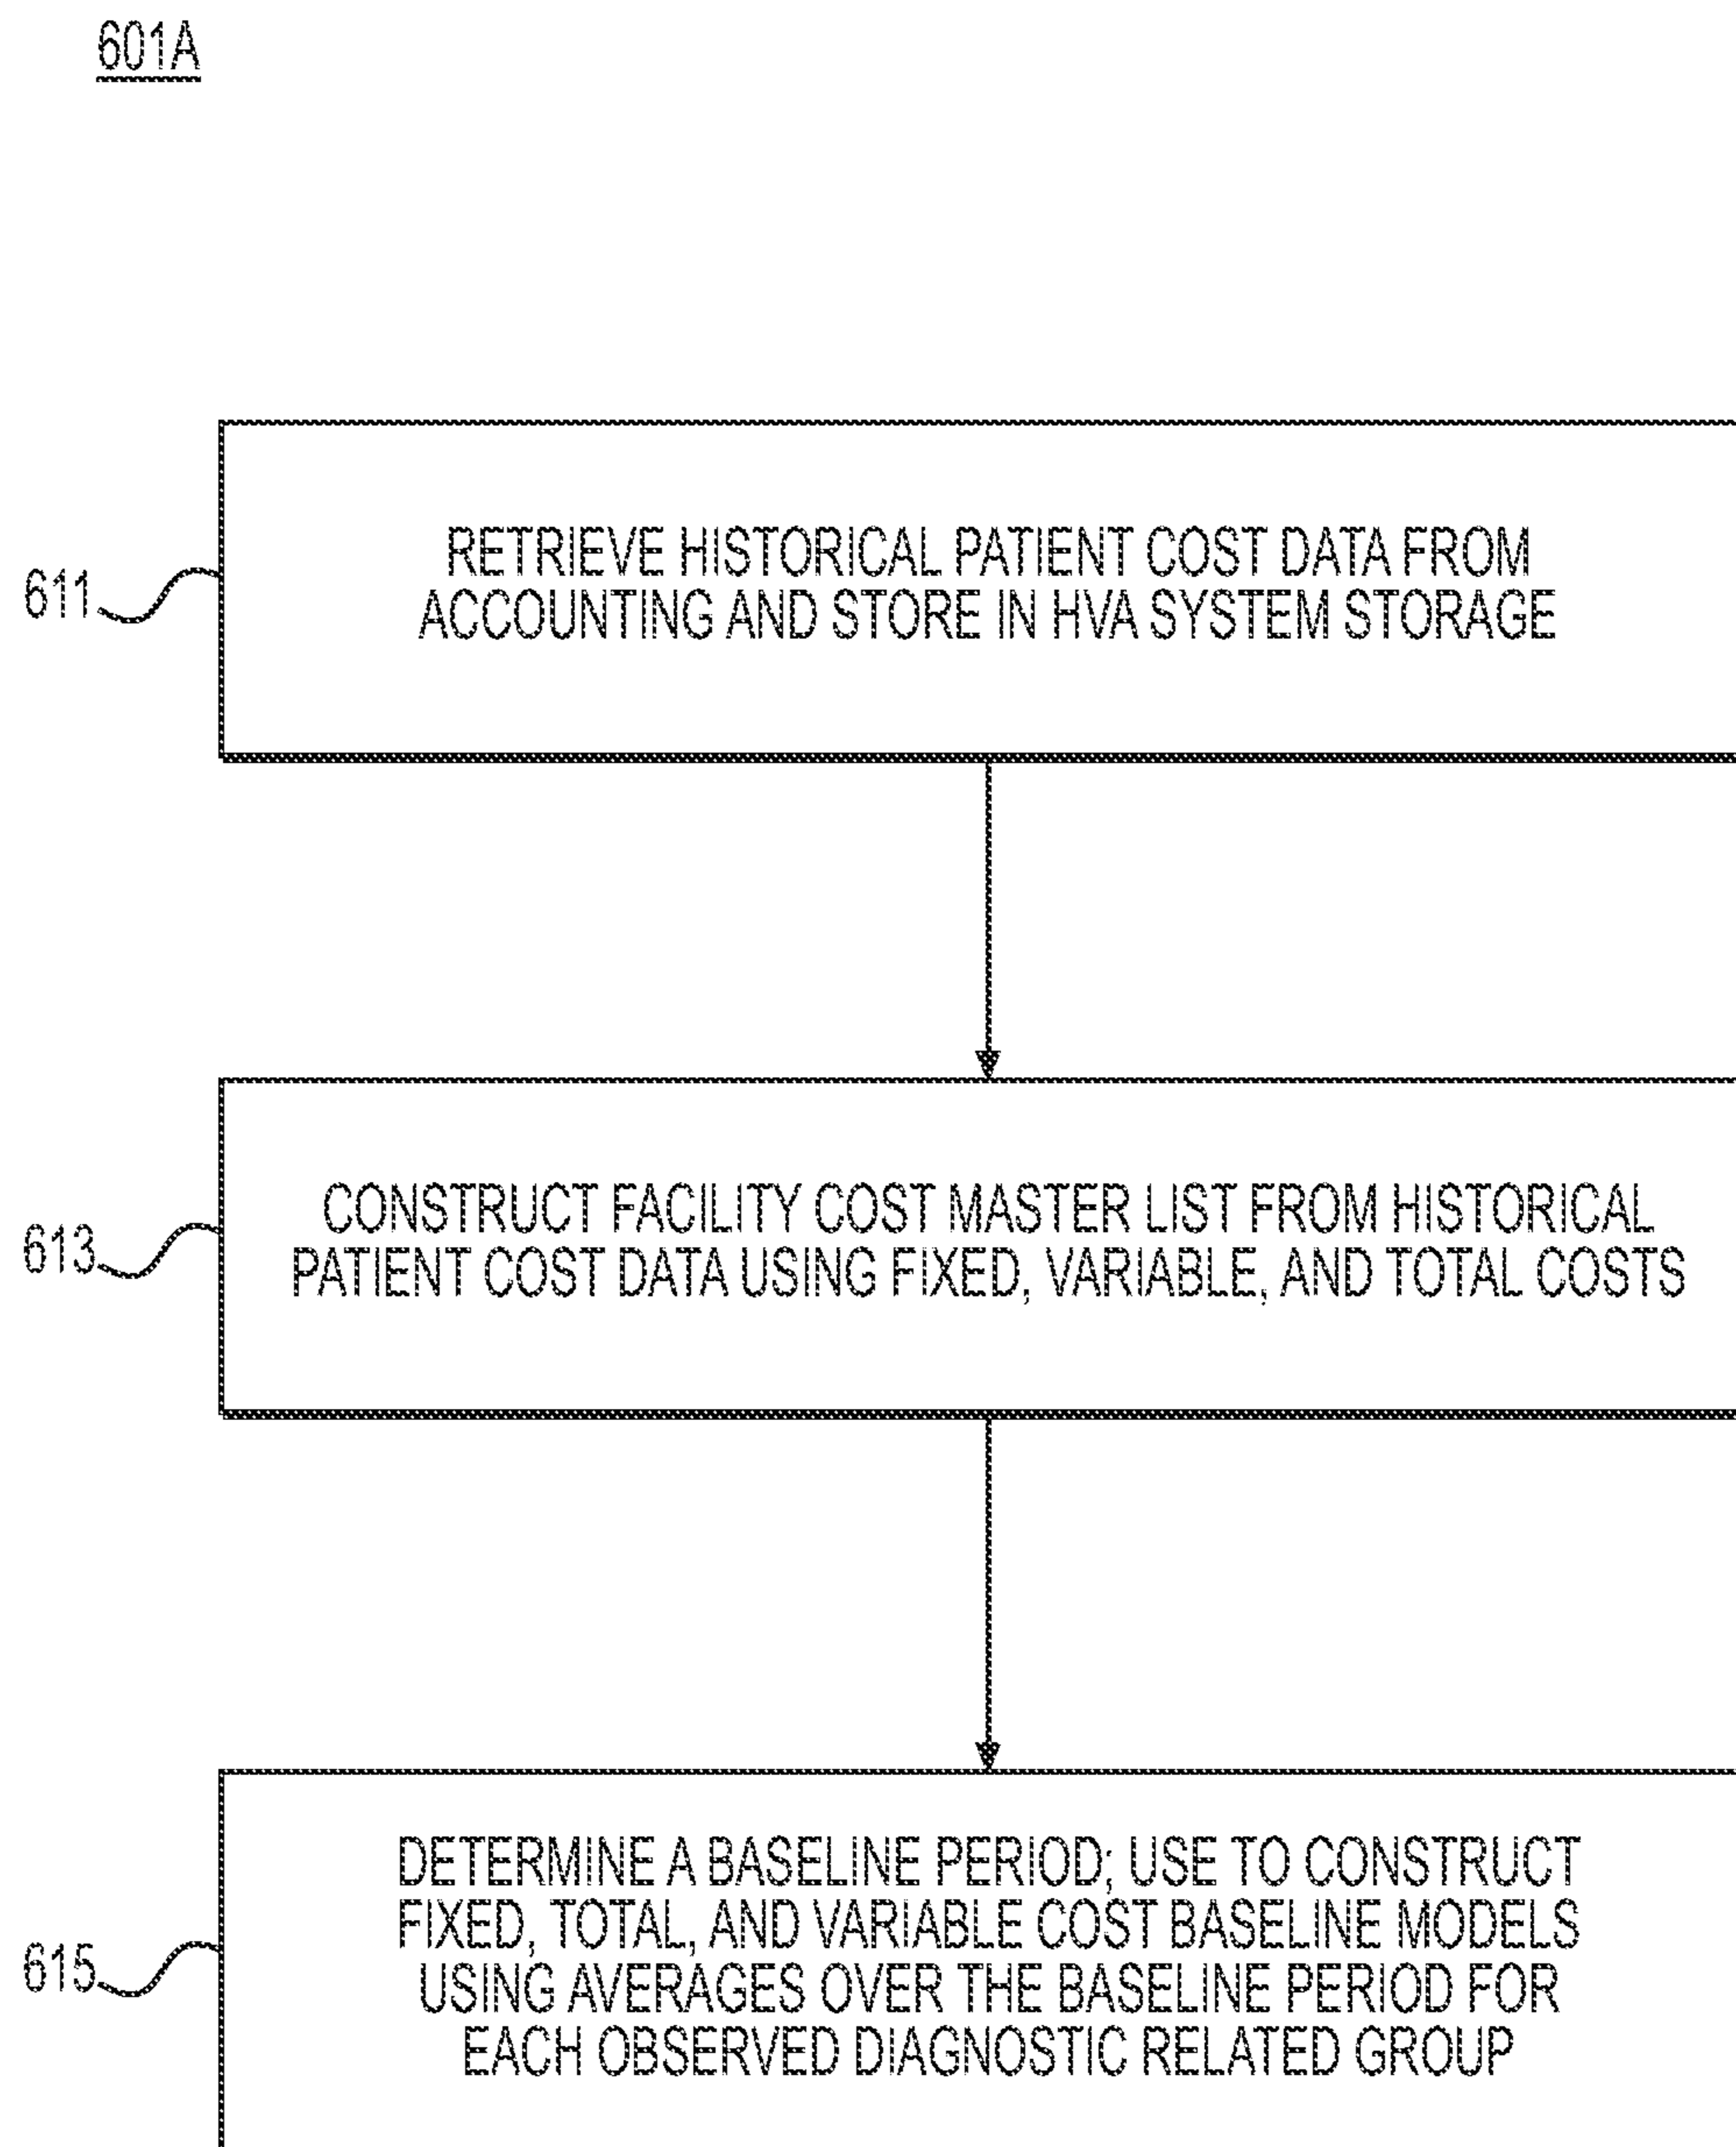 601A
RETRIEVE HISTORICAL PATIENT COST DATA FROM
ACCOUNTING AND STORE IN HVA SYSTEM STORAGE
611
CONSTRUCT FACILITY COST MASTER LIST FROM HISTORICAL
PATIENT COST DATA USING FIXED, VARIABLE, AND TOTAL COSTS
613
DETERMINE A BASELINE PERIOD; USE TO CONSTRUCT
FIXED, TOTAL, AND VARIABLE COST BASELINE MODELS
USING AVERAGES OVER THE BASELINE PERIOD FOR
EACH OBSERVED DIAGNOSTIC RELATED GROUP
615